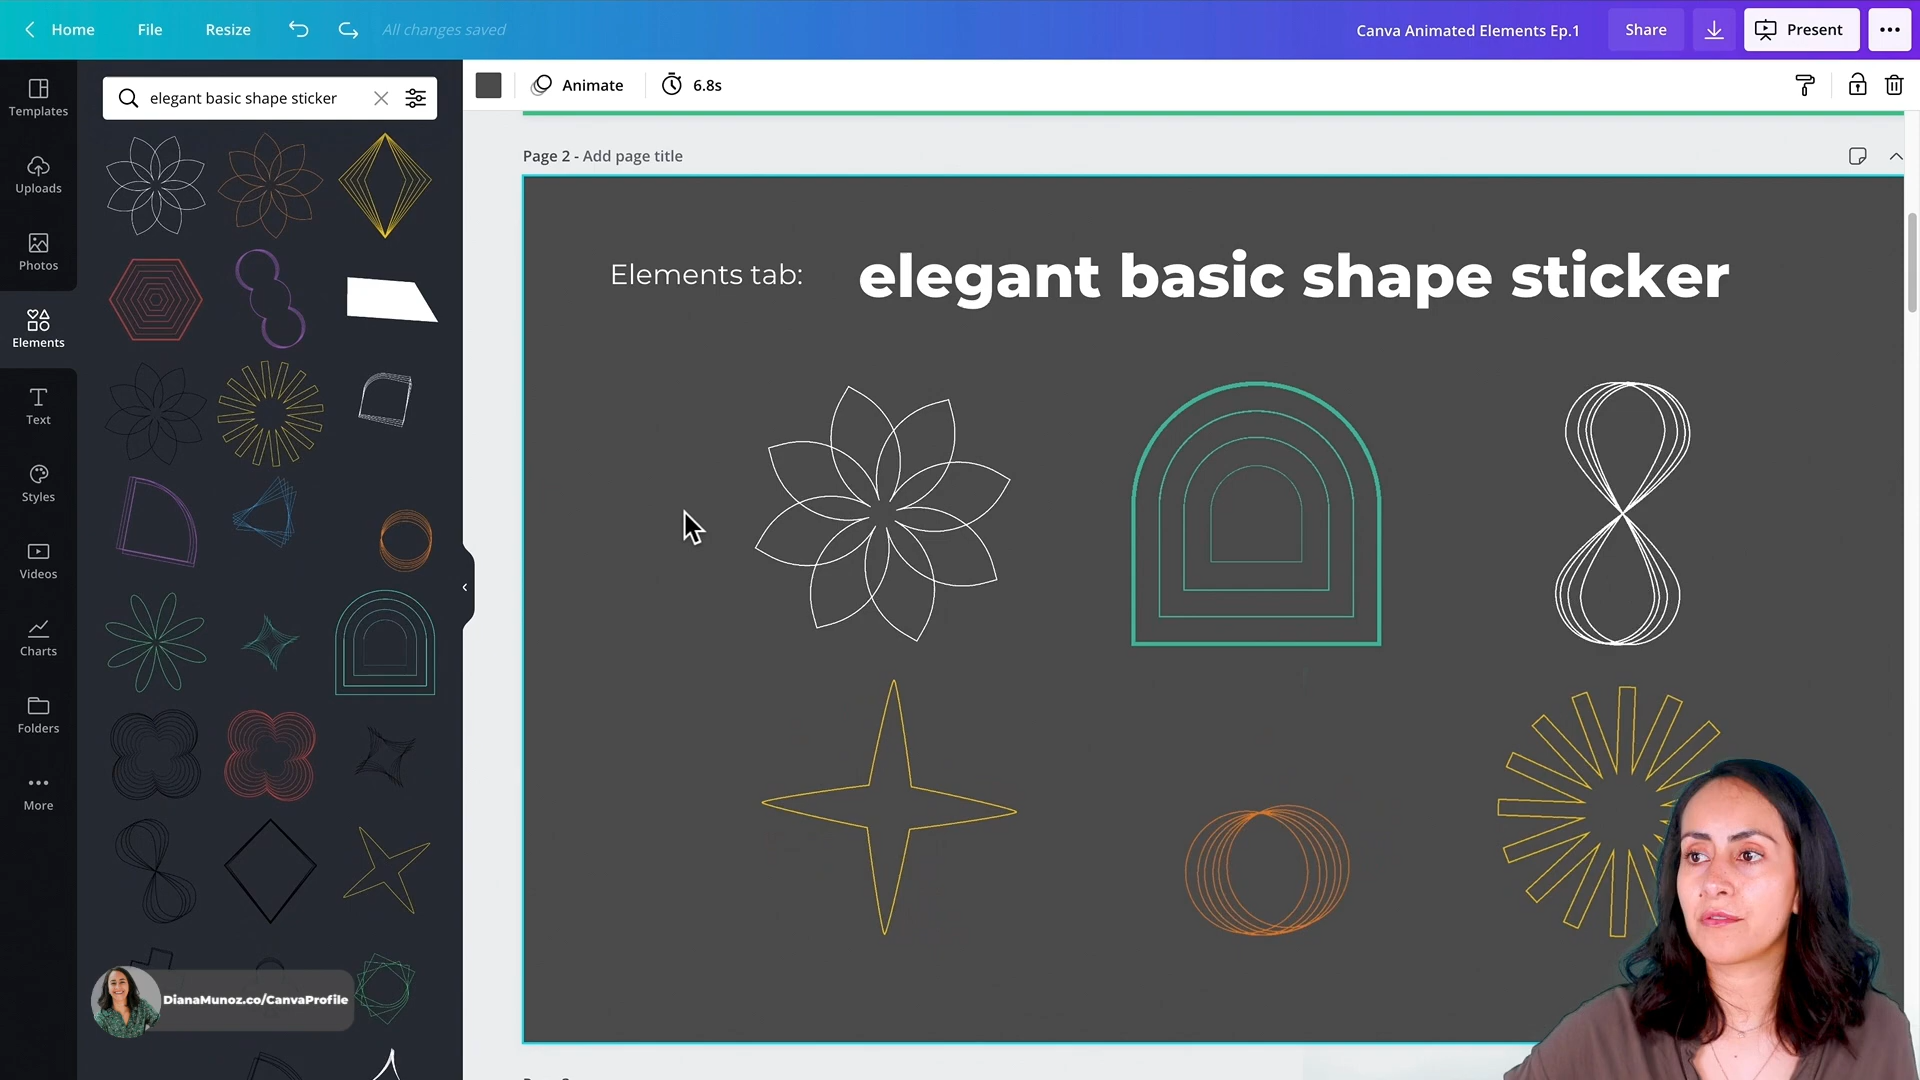 Home
File
Resize
All changes saved
Canva Animated Elements Ep.1
Share
Present
Templates
Uploads
Photos
Elements
Text
Styles
Videos
Charts
Folders
More
elegant basic shape sticker
DianaMunoz.co/CanvaProfile
Animate
6.8s
Page 2 - Add page title
Elements tab:
elegant basic shape sticker